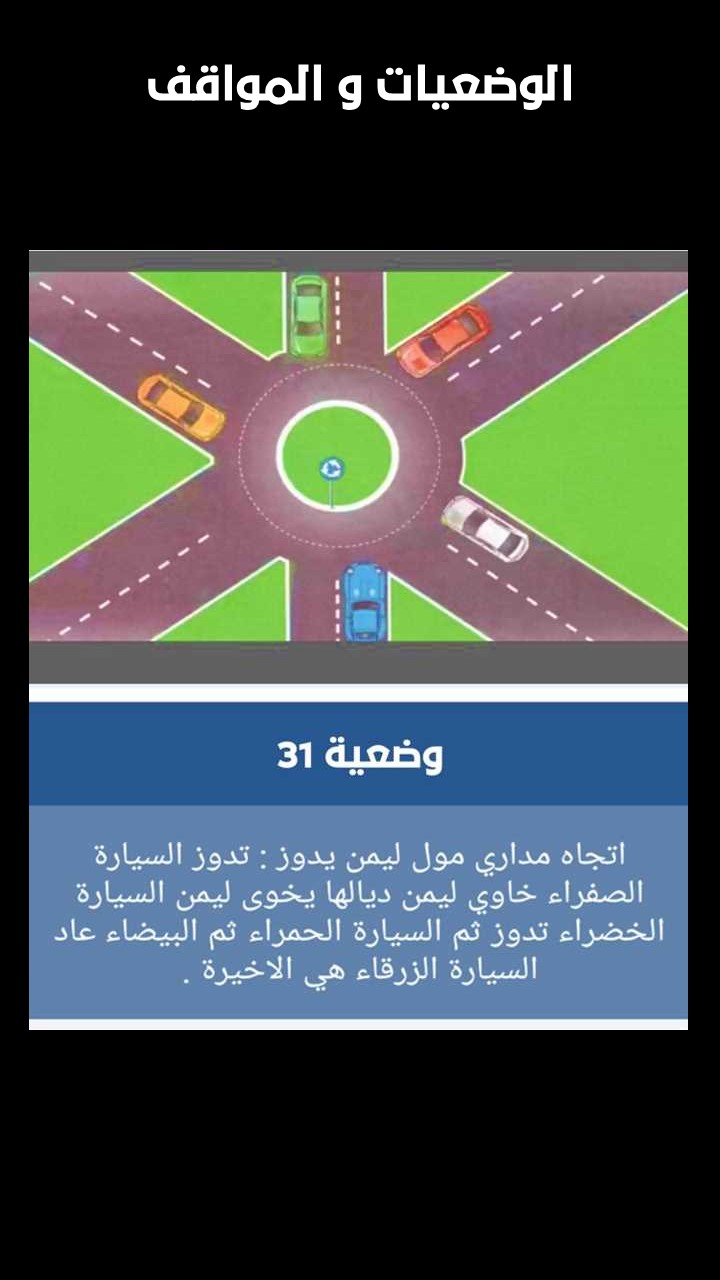 الوضعيات و المواقف
وضعية 31
اتجاه مداري مول ليمن يدوز : تدوز السيارة
الصفراء خاوي ليمن ديالها يخوى ليمن السيارة
الخضراء تدوز ثم السيارة الحمراء ثم البيضاء عاد
السيارة الزرقاء هي الاخيرة .